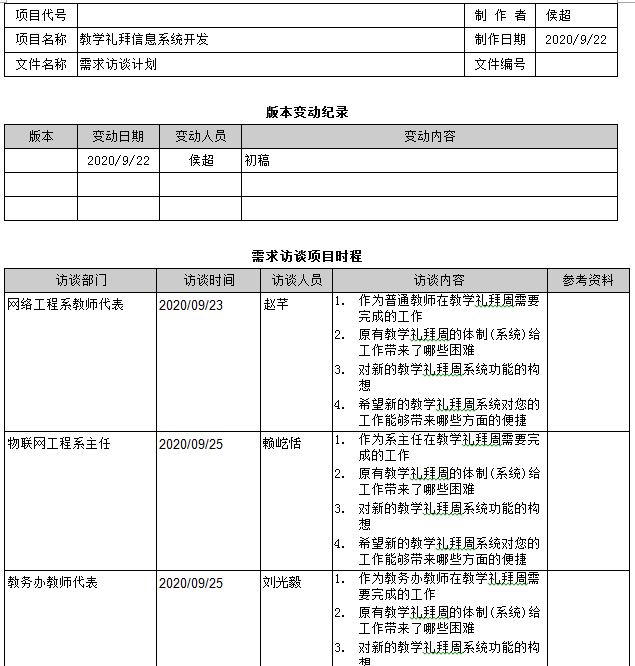 项目代号 制 作 者 侯超
项目名称 教学礼拜信息系统开发 制作日期 2020/9/22
文件名称 需求访谈计划 文件编号
版本变动纪录
版本 变动日期 变动人员 变动内容
2020/9/22 侯超 初稿
需求访谈项目时程
访谈部门 访谈时间 访谈人员 访谈内容 参考资料
网络工程系教师代表 2020/09/23 赵芊 1. 作为普通教师在教学礼拜周需要
完成的工作
2. 原有教学礼拜周的体制(系统)给
工作带来了哪些困难
3. 对新的教学礼拜周系统功能的构
想
4. 希望新的教学礼拜周系统对您的
工作能够带来哪些方面的便捷
物联网工程系主任 2020/09/25 赖屹恬 1. 作为系主任在教学礼拜周需要完
成的工作
2. 原有教学礼拜周的体制(系统)给
工作带来了哪些困难
3. 对新的教学礼拜周系统功能的构
想
4. 希望新的教学礼拜周系统对您的
工作能够带来哪些方面的便捷
教务办教师代表 2020/09/25 刘光毅 1. 作为教务办教师在教学礼拜周需
要完成的工作
2. 原有教学礼拜周的体制(系统)给
工作带来了哪些困难
3. 对新的教学礼拜周系统功能的构
想